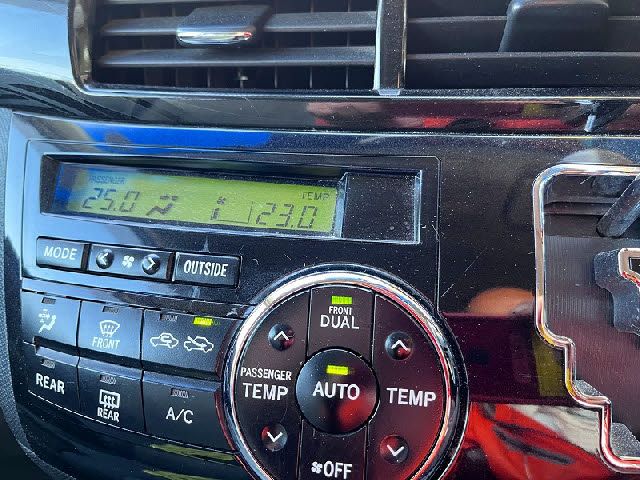 PASSENGER TEMP
25.0 23.0
MODE OUTSIDE
FRONT DUAL
FRONT
PASSENGER TEMP AUTO TEMP
REAR REAR A/C
OFF